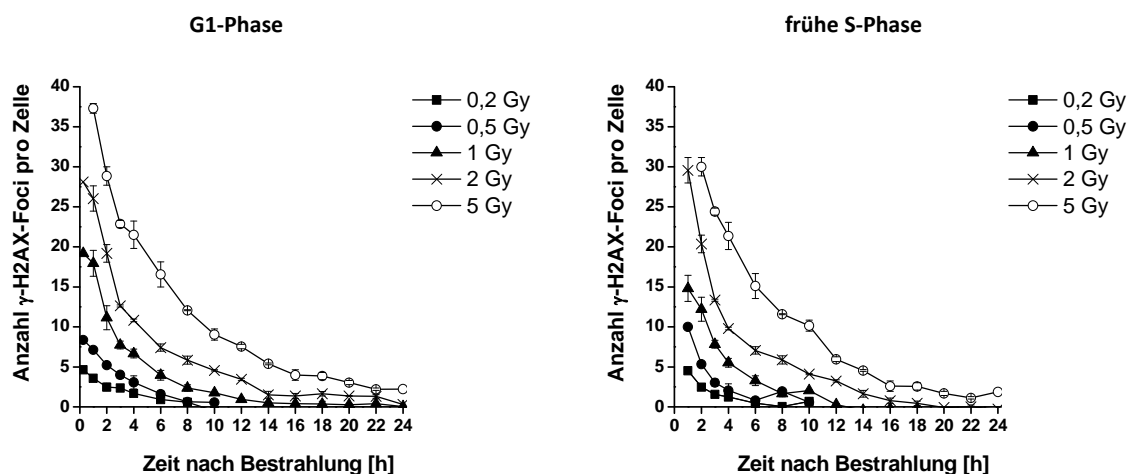 G1-Phase
Anzahl γ-H2AX-Foci pro Zelle
40
35
30
25
20
15
10
5
0
0 2 4 6 8 10 12 14 16 18 20 22 24
Zeit nach Bestrahlung [h]
0,2 Gy
0,5 Gy
1 Gy
2 Gy
5 Gy
frühe S-Phase
Anzahl γ-H2AX-Foci pro Zelle
40
35
30
25
20
15
10
5
0
0 2 4 6 8 10 12 14 16 18 20 22 24
Zeit nach Bestrahlung [h]
0,2 Gy
0,5 Gy
1 Gy
2 Gy
5 Gy